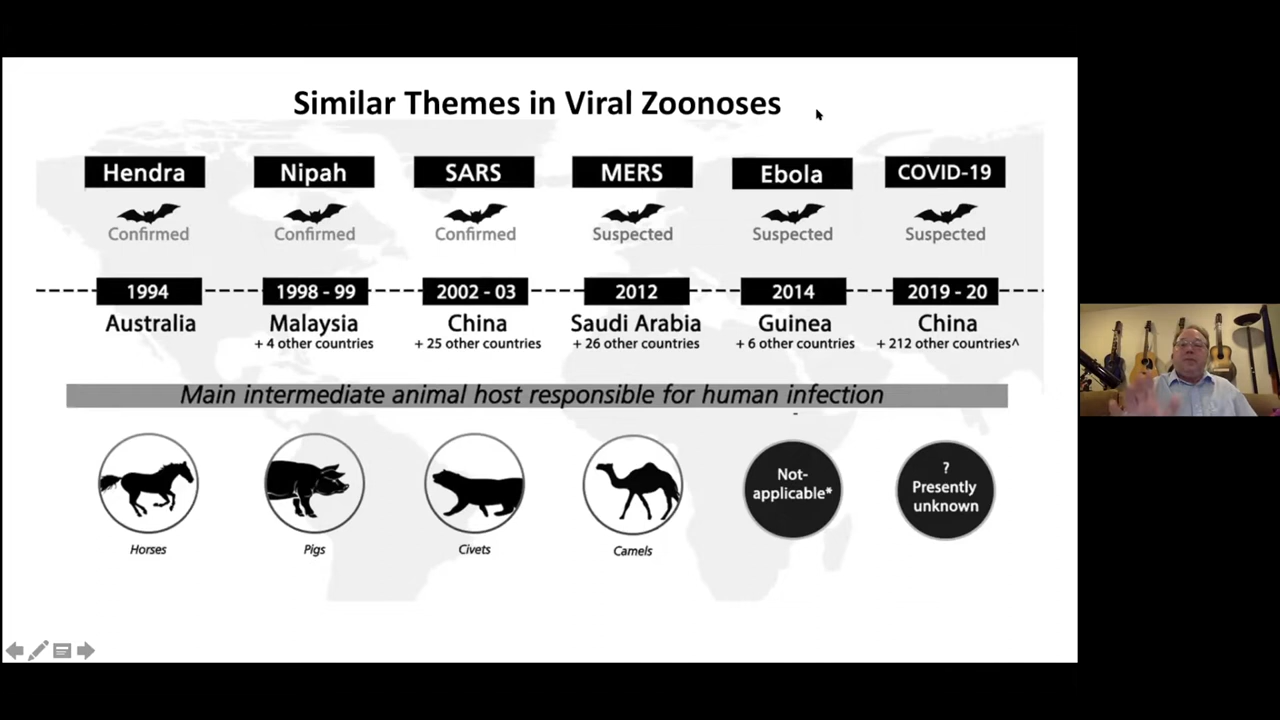 Similar Themes in Viral Zoonoses
Hendra
Nipah
SARS
MERS
Ebola
COVID-19
Confirmed
Confirmed
Confirmed
Suspected
Suspected
Suspected
1994
1998 - 99
2002 - 03
2012
2014
2019 - 20
Australia
Malaysia
China
Saudi Arabia
Guinea
China
+ 4 other countries
+ 25 other countries
+ 26 other countries
+ 6 other countries
+ 212 other countries^
Main intermediate animal host responsible for human infection
Not-
applicable*
?
Presently
unknown
Horses
Pigs
Civets
Camels